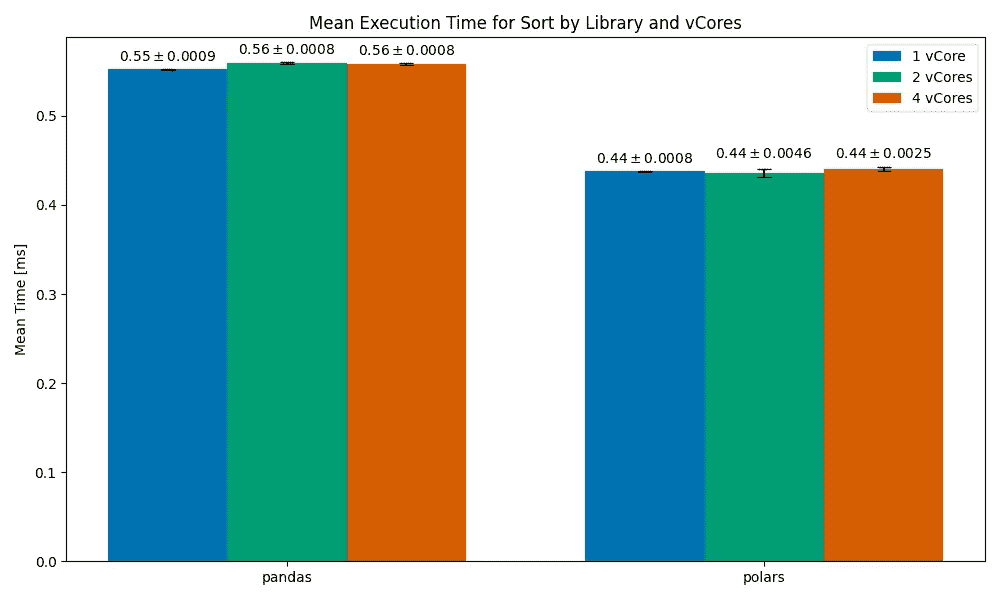 Mean Execution Time for Sort by Library and vCores
0.55 ± 0.0009
0.56 ± 0.0008
0.56 ± 0.0008
0.44 ± 0.0008
0.44 ± 0.0046
0.44 ± 0.0025
1 vCore
2 vCores
4 vCores
Mean Time [ms]
0.5
0.4
0.3
0.2
0.1
0.0
pandas
polars